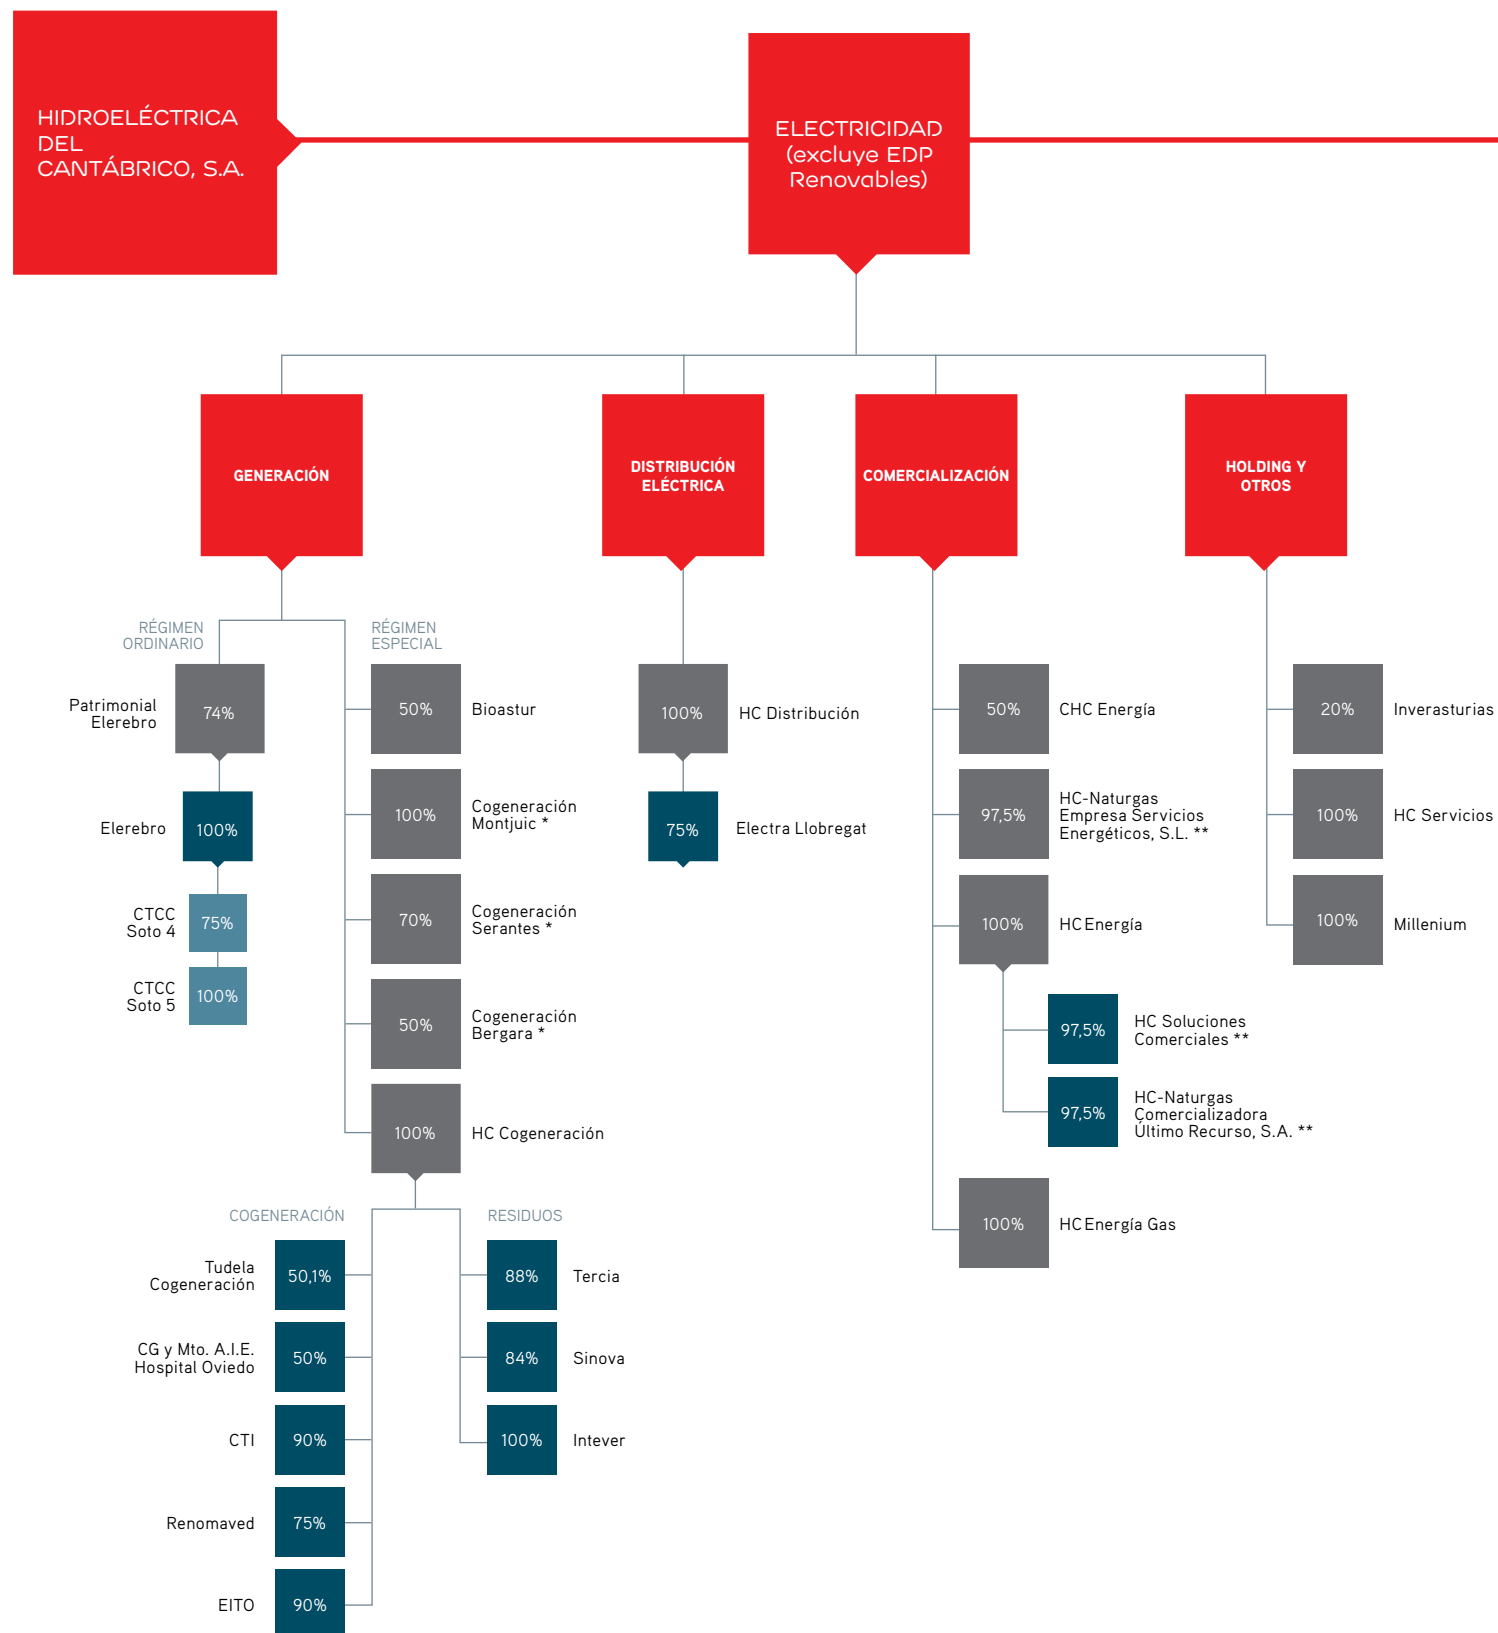 HIDROELÉCTRICA
DEL
CANTÁBRICO, S.A.
ELECTRICIDAD
(excluye EDP
Renovables)
GENERACIÓN
DISTRIBUCIÓN
ELÉCTRICA
COMERCIALIZACIÓN
HOLDING Y
OTROS
RÉGIMEN
ORDINARIO
Patrimonial
Elerebro
74%
Elerebro
100%
CTCC
Soto 4
75%
CTCC
Soto 5
100%
RÉGIMEN
ESPECIAL
50%
Bioastur
100%
Cogeneración
Montjuic *
70%
Cogeneración
Serantes *
50%
Cogeneración
Bergara *
100%
HC Cogeneración
COGENERACIÓN
Tudela
Cogeneración
50,1%
CG y Mto. A.I.E.
Hospital Oviedo
50%
CTI
90%
Renomaved
75%
EITO
90%
RESIDUOS
88%
Tercia
84%
Sinova
100%
Intever
100%
HC Distribución
75%
Electra Llobregat
50%
CHC Energía
97,5%
HC-Naturgas
Empresa Servicios
Energéticos, S.L. **
100%
HC Energía
97,5%
HC Soluciones
Comerciales **
97,5%
HC-Naturgas
Comercializadora
Último Recurso, S.A. **
100%
HC Energía Gas
20%
Inverasturias
100%
HC Servicios
100%
Millenium